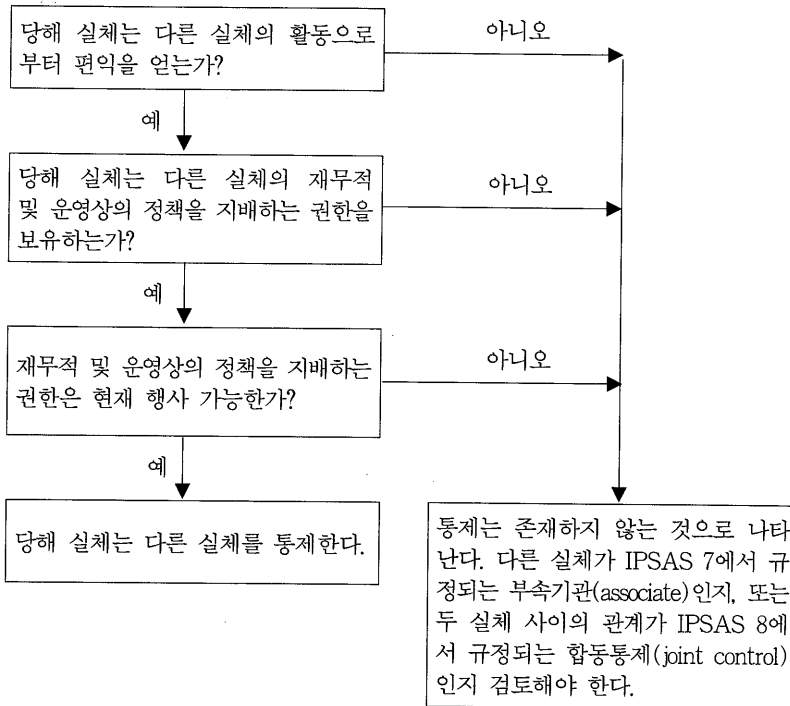 당해 실체는 다른 실체의 활동으로
부터 편익을 얻는가?
아니오
예
당해 실체는 다른 실체의 재무적
및 운영상의 정책을 지배하는 권한을
보유하는가?
아니오
예
재무적 및 운영상의 정책을 지배하는
권한은 현재 행사 가능한가?
아니오
예
당해 실체는 다른 실체를 통제한다.
통제는 존재하지 않는 것으로 나타
난다. 다른 실체가 IPSAS 7에서 규
정되는 부속기관(associate)인지, 또는
두 실체 사이의 관계가 IPSAS 8에
서 규정되는 합동통제(joint control)
인지 검토해야 한다.